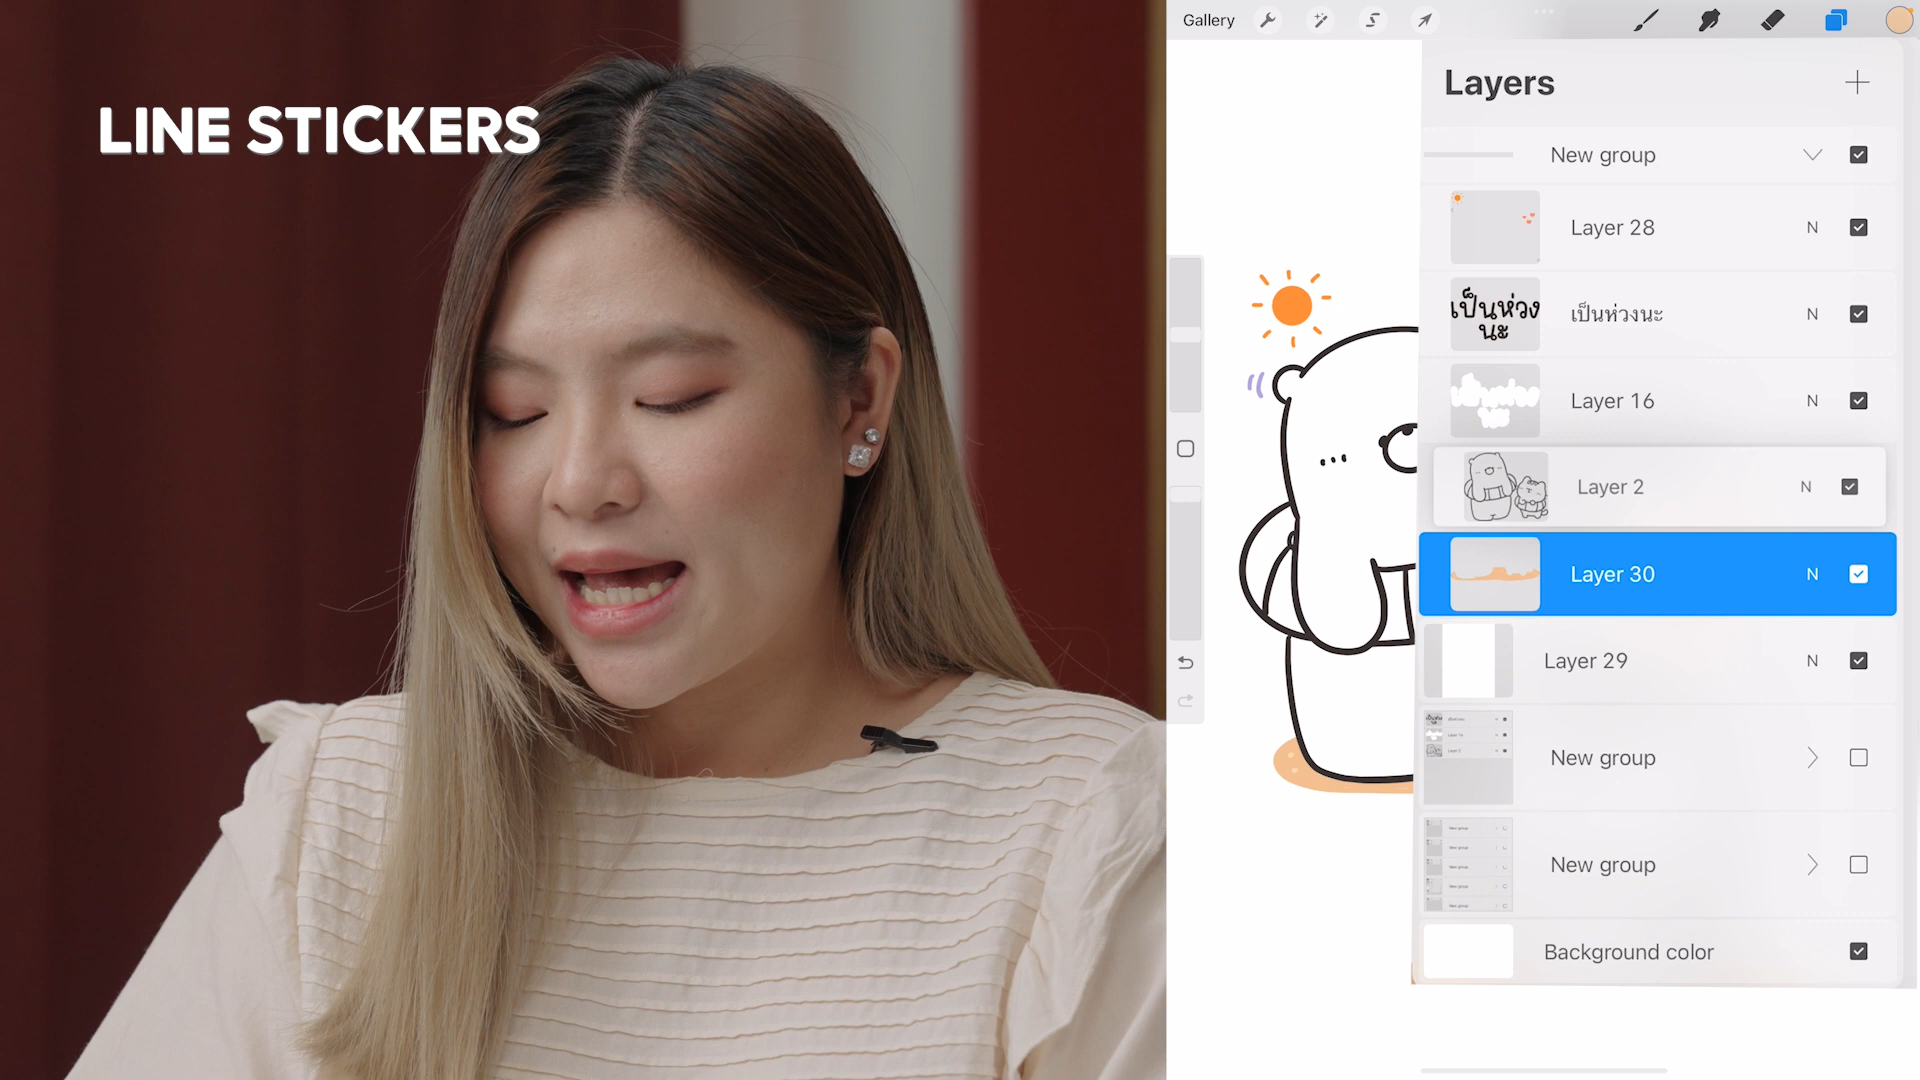 LINE STICKERS
Gallery
Layers
New group
Layer 28
N
เป็นห่วง
นะ
เป็นห่วงนะ
N
Layer 16
N
Layer 2
N
Layer 30
N
Layer 29
N
New group
New group
Background color